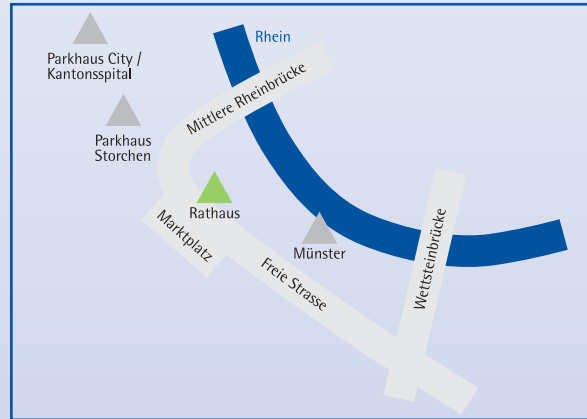 Rhein
Parkhaus City /
Kantonsspital
Mittlere Rheinbrücke
Parkhaus
Storchen
Rathaus
Marktplatz
Münster
Wettsteinbrücke
Freie Strasse